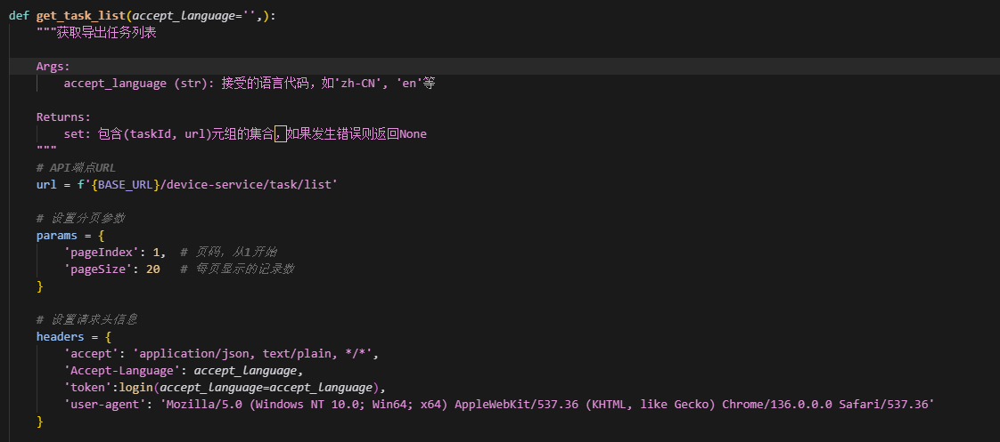 def get_task_list(accept_language='',):
"""获取导出任务列表
Args:
accept_language (str): 接受的语言代码，如'zh-CN', 'en'等
Returns:
set: 包含(taskId, url)元组的集合，如果发生错误则返回None
"""
# API端点URL
url = f'{BASE_URL}/device-service/task/list'
# 设置分页参数
params = {
'pageIndex': 1,  # 页码，从1开始
'pageSize': 20   # 每页显示的记录数
}
# 设置请求头信息
headers = {
'accept': 'application/json, text/plain, */*',
'Accept-Language': accept_language,
'token':login(accept_language=accept_language),
'user-agent': 'Mozilla/5.0 (Windows NT 10.0; Win64; x64) AppleWebKit/537.36 (KHTML, like Gecko) Chrome/136.0.0.0 Safari/537.36'
}